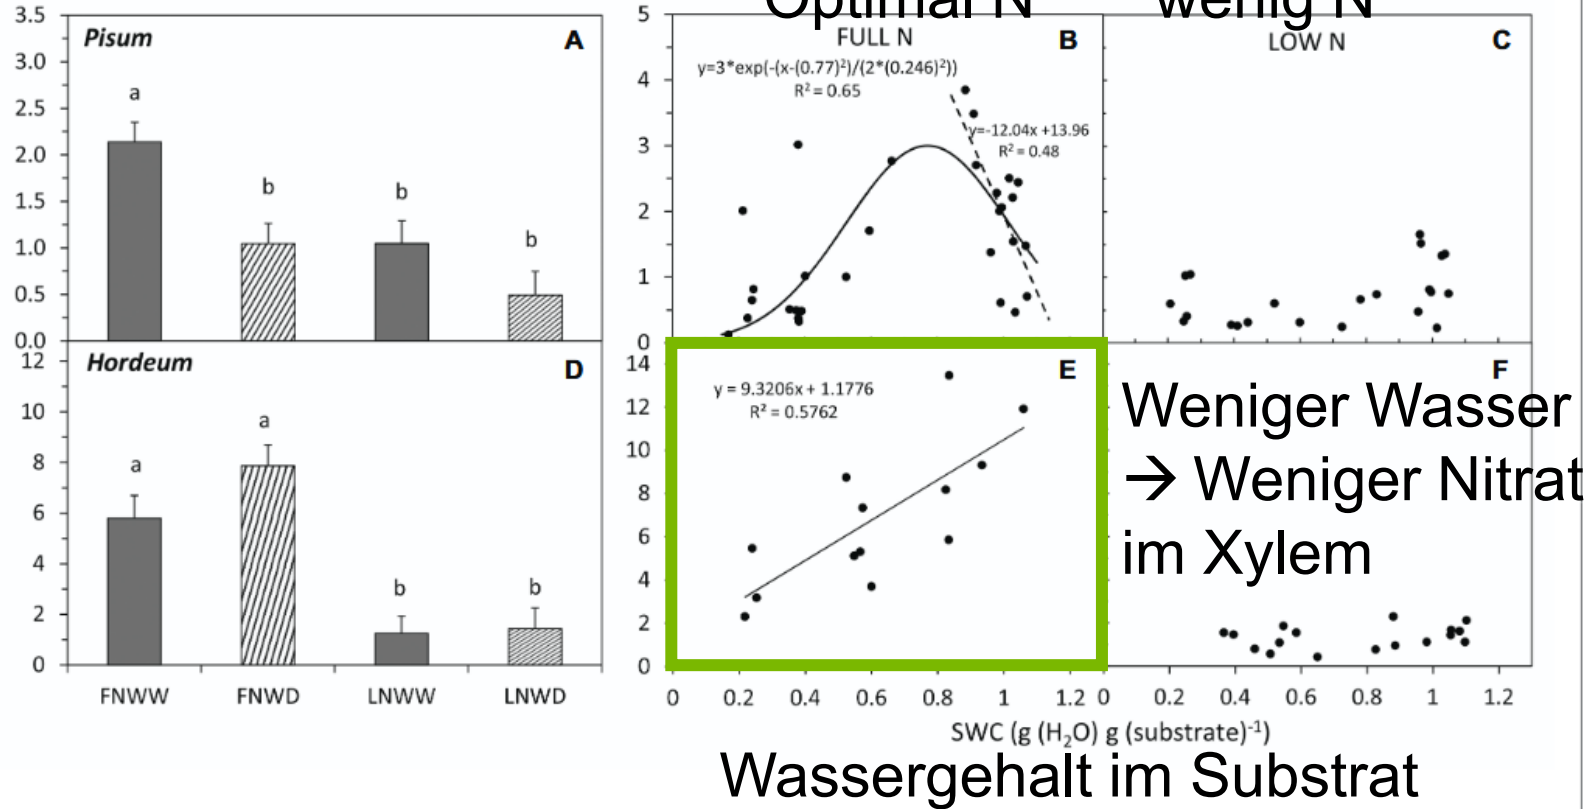 Optimal N wenig N
3.5
3.0
2.5
2.0
1.5
1.0
0.5
0.0
Pisum
A
a
b
b
b
5
4
3
2
1
0
FULL N
B
y=3*exp(-(x-(0.77)²)/(2*(0.246)²))
R² = 0.65
y=-12.04x +13.96
R² = 0.48
LOW N
C
12
10
8
6
4
2
0
Hordeum
D
a
a
b
b
FNWW FNWD LNWW LNWD
14
12
10
8
6
4
2
0
E
y = 9.3206x + 1.1776
R² = 0.5762
F
Weniger Wasser
→ Weniger Nitrat
im Xylem
0 0.2 0.4 0.6 0.8 1 1.2 0 0.2 0.4 0.6 0.8 1 1.2
SWC (g (H₂O) g (substrate)⁻¹)
Wassergehalt im Substrat